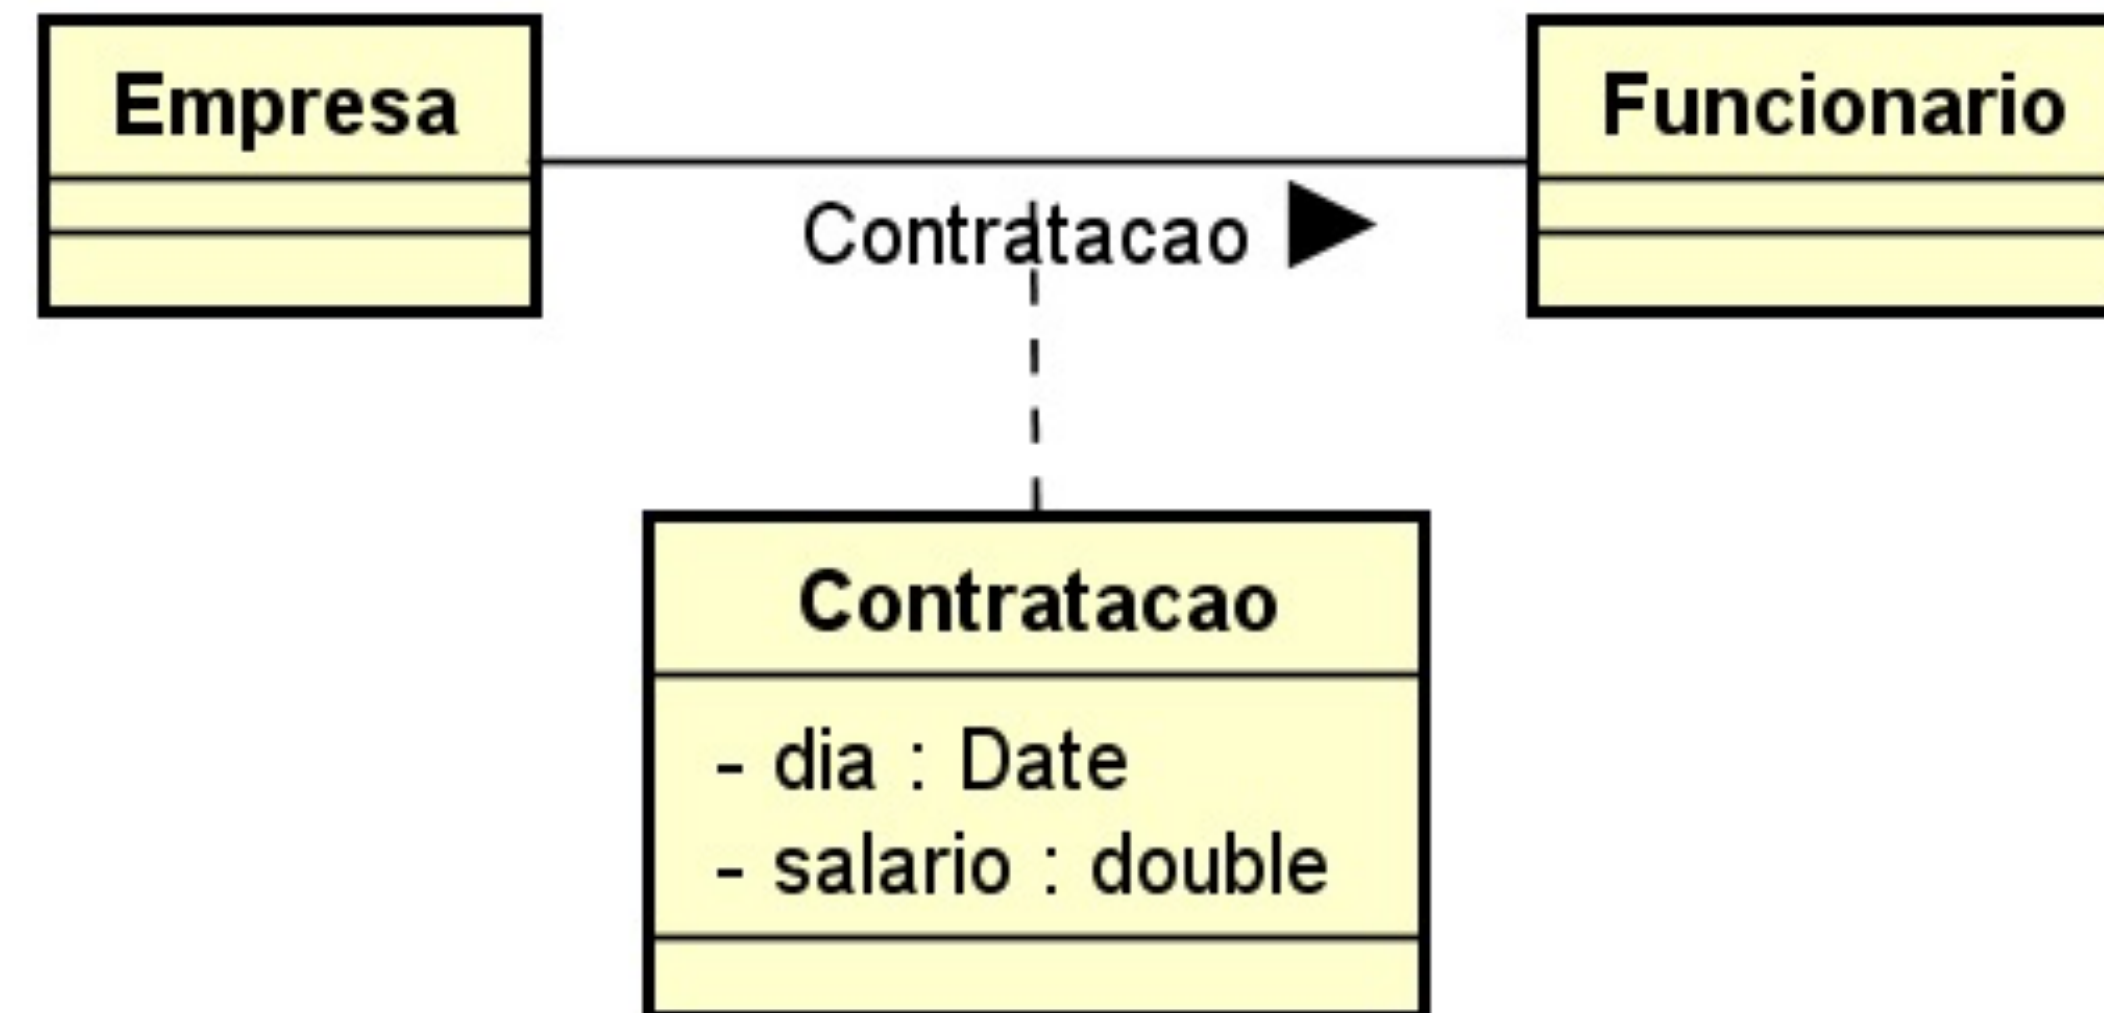 Empresa
Funcionario
Contratacao
Contratacao
- dia : Date
- salario : double